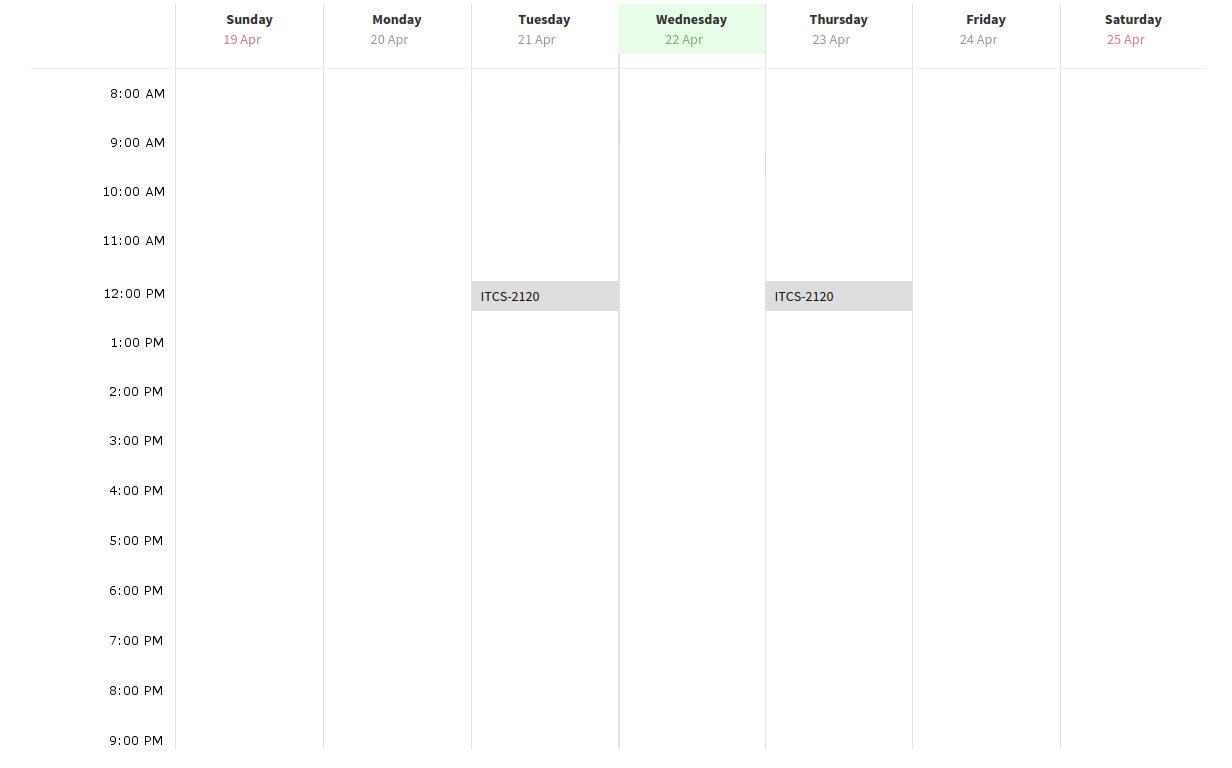 Sunday Monday Tuesday Wednesday Thursday Friday Saturday
19 Apr 20 Apr 21 Apr 22 Apr 23 Apr 24 Apr 25 Apr
8:00 AM
9:00 AM
10:00 AM
11:00 AM
12:00 PM ITCS-2120 ITCS-2120
1:00 PM
2:00 PM
3:00 PM
4:00 PM
5:00 PM
6:00 PM
7:00 PM
8:00 PM
9:00 PM